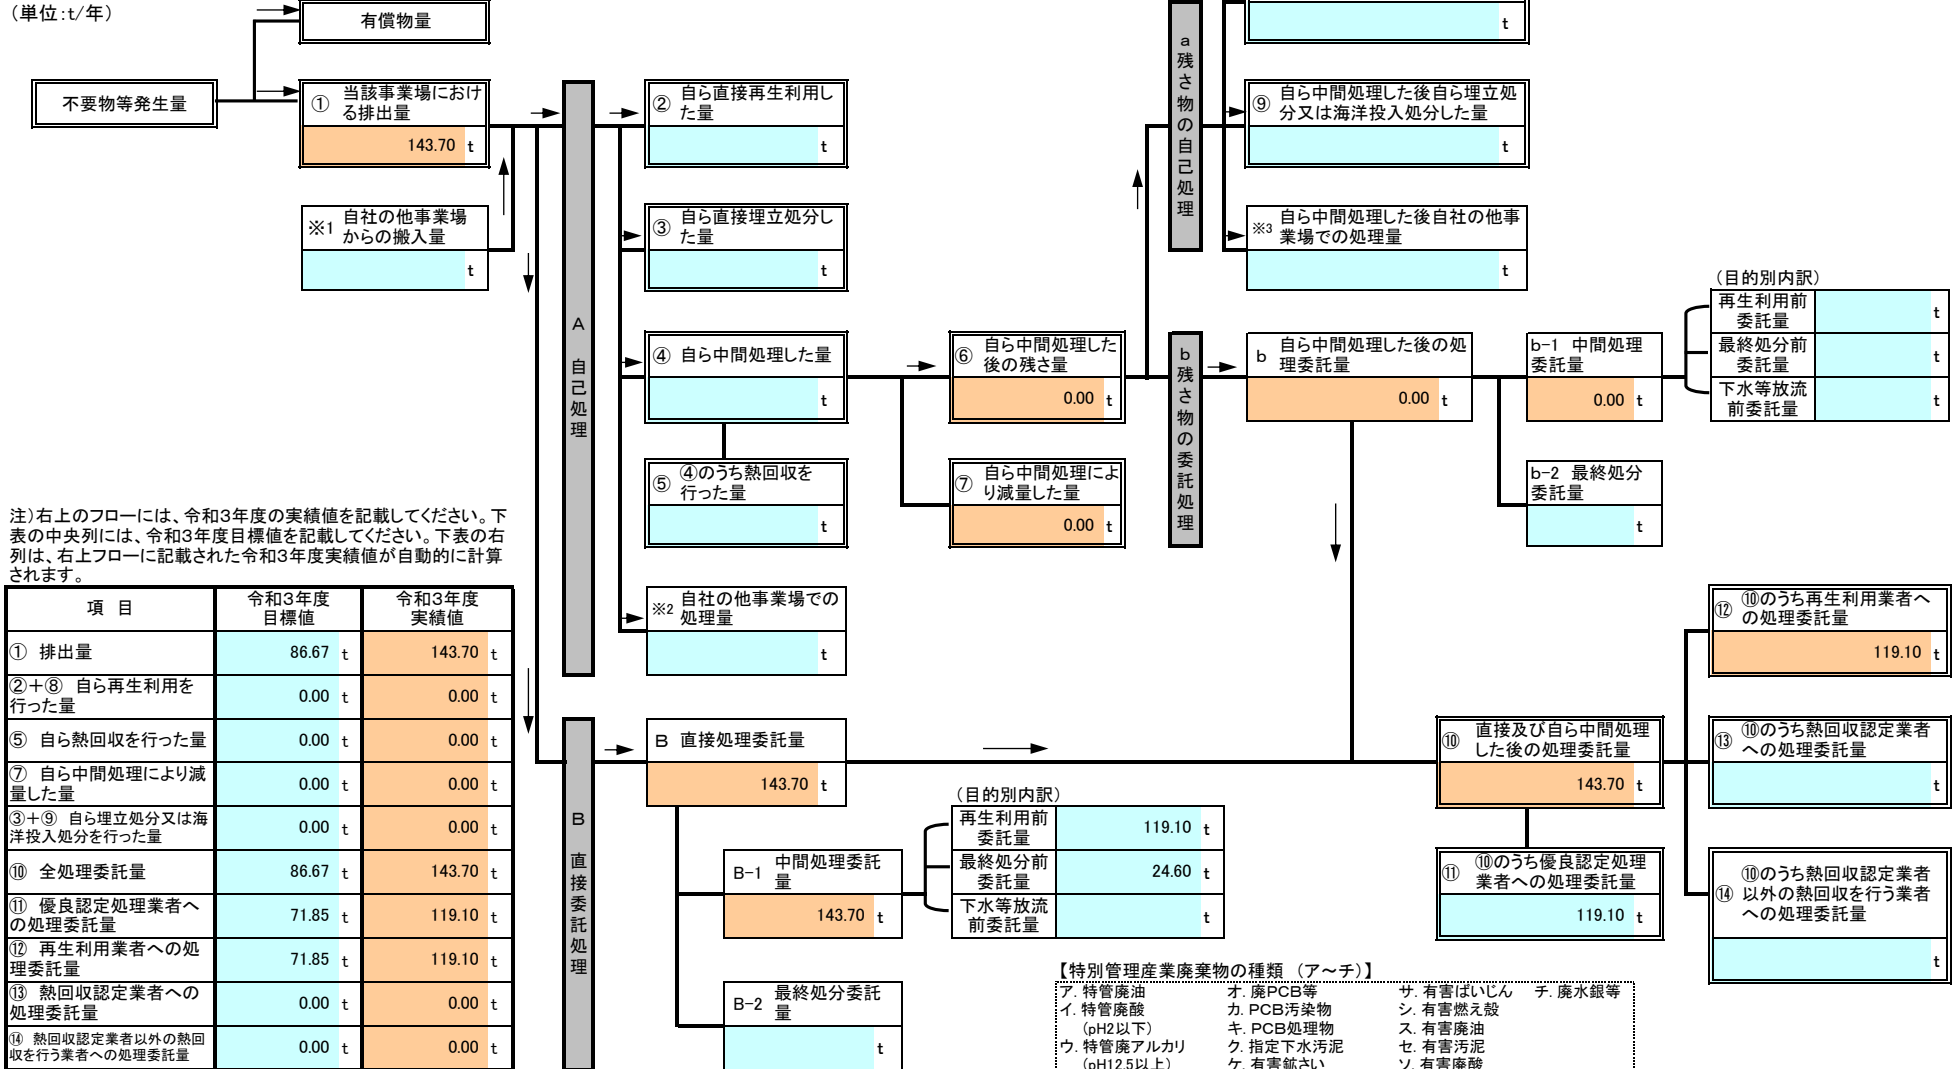 （単位:t/年）
有償物量
不要物等発生量
① 当該事業場におけ
る排出量
143.70 t
※1 自社の他事業場
からの搬入量
t
A 自己処理
② 自ら直接再生利用し
た量
t
③ 自ら直接埋立処分し
た量
t
④ 自ら中間処理した量
t
⑤ ④のうち熱回収を
行った量
t
※2 自社の他事業場での
処理量
t
⑥ 自ら中間処理した
後の残さ量
0.00 t
⑦ 自ら中間処理によ
り減量した量
0.00 t
a 残さ物の自己処理
t
⑨ 自ら中間処理した後自ら埋立処
分又は海洋投入処分した量
t
※3 自ら中間処理した後自社の他事
業場での処理量
t
b 残さ物の委託処理
b 自ら中間処理した後の処
理委託量
0.00 t
b-1 中間処理
委託量
0.00 t
b-2 最終処分
委託量
t
（目的別内訳）
再生利用前
委託量
t
最終処分前
委託量
t
下水等放流
前委託量
t
注）右上のフローには、令和３年度の実績値を記載してください。下
表の中央列には、令和３年度目標値を記載してください。下表の右
列は、右上フローに記載された令和３年度実績値が自動的に計算
されます。
項 目 令和３年度
目標値 令和３年度
実績値
① 排出量 86.67 t 143.70 t
②＋⑧ 自ら再生利用を
行った量 0.00 t 0.00 t
⑤ 自ら熱回収を行った量 0.00 t 0.00 t
⑦ 自ら中間処理により減
量した量 0.00 t 0.00 t
③＋⑨ 自ら埋立処分又は海
洋投入処分を行った量 0.00 t 0.00 t
⑩ 全処理委託量 86.67 t 143.70 t
⑪ 優良認定処理業者へ
の処理委託量 71.85 t 119.10 t
⑫ 再生利用業者への処
理委託量 71.85 t 119.10 t
⑬ 熱回収認定業者への
処理委託量 0.00 t 0.00 t
⑭ 熱回収認定業者以外の熱回
収を行う業者への処理委託量 0.00 t 0.00 t
B 直接委託処理
B 直接処理委託量
143.70 t
B-1 中間処理委託
量
143.70 t
B-2 最終処分委託
量
t
（目的別内訳）
再生利用前
委託量
119.10 t
最終処分前
委託量
24.60 t
下水等放流
前委託量
t
⑩ 直接及び自ら中間処理
した後の処理委託量
143.70 t
⑪ ⑩のうち優良認定処理
業者への処理委託量
119.10 t
⑫ ⑩のうち再生利用業者へ
の処理委託量
119.10 t
⑬ ⑩のうち熱回収認定業者
への処理委託量
t
⑭ ⑩のうち熱回収認定業者
以外の熱回収を行う業者
への処理委託量
t
【特別管理産業廃棄物の種類 （ア～チ）】
ア. 特管廃油 オ. 廃PCB等 サ. 有害ばいじん チ. 廃水銀等
イ. 特管廃酸 カ. PCB汚染物 シ. 有害燃え殻
（pH2以下） キ. PCB処理物 ス. 有害廃油
ウ. 特管廃アルカリ ク. 指定下水汚泥 セ. 有害汚泥
（pH12.5以上） ケ. 有害鉱さい ソ. 有害廃酸